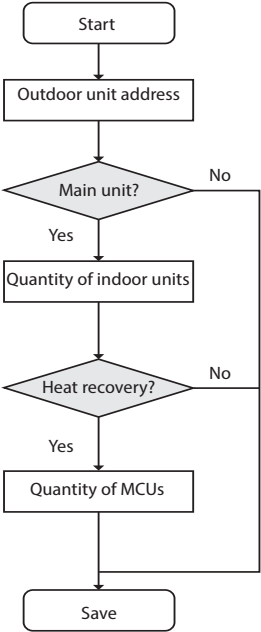 Start
Outdoor unit address
Main unit?
No
Yes
Quantity of indoor units
Heat recovery?
No
Yes
Quantity of MCUs
Save